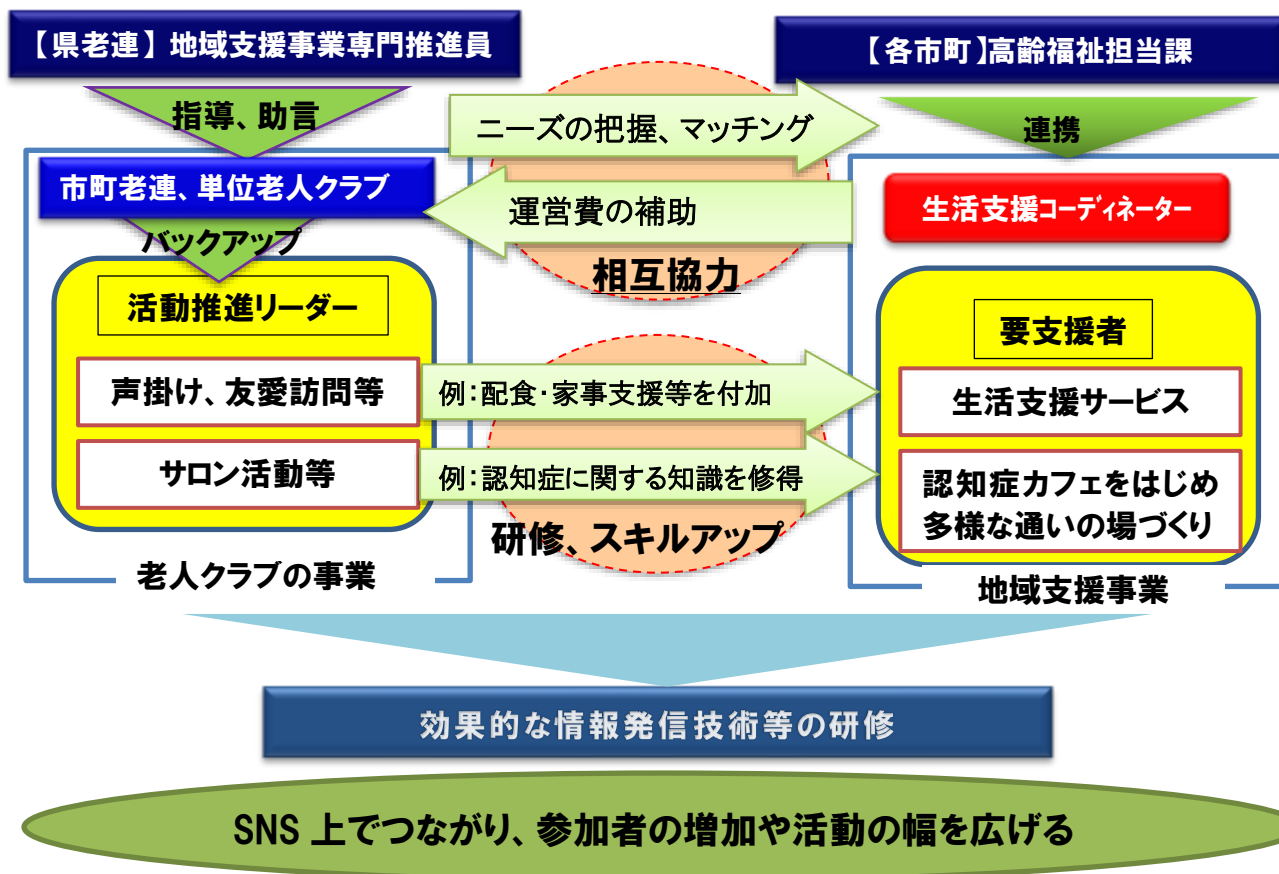 【県老連】地域支援事業専門推進員
【各市町】高齢福祉担当課
指導、助言
ニーズの把握、マッチング
連携
市町老連、単位老人クラブ
運営費の補助
生活支援コーディネーター
バックアップ
相互協力
活動推進リーダー
要支援者
声掛け、友愛訪問等
例：配食・家事支援等を付加
生活支援サービス
サロン活動等
例：認知症に関する知識を修得
認知症カフェをはじめ
多様な通いの場づくり
研修、スキルアップ
老人クラブの事業
地域支援事業
効果的な情報発信技術等の研修
SNS 上でつながり、参加者の増加や活動の幅を広げる